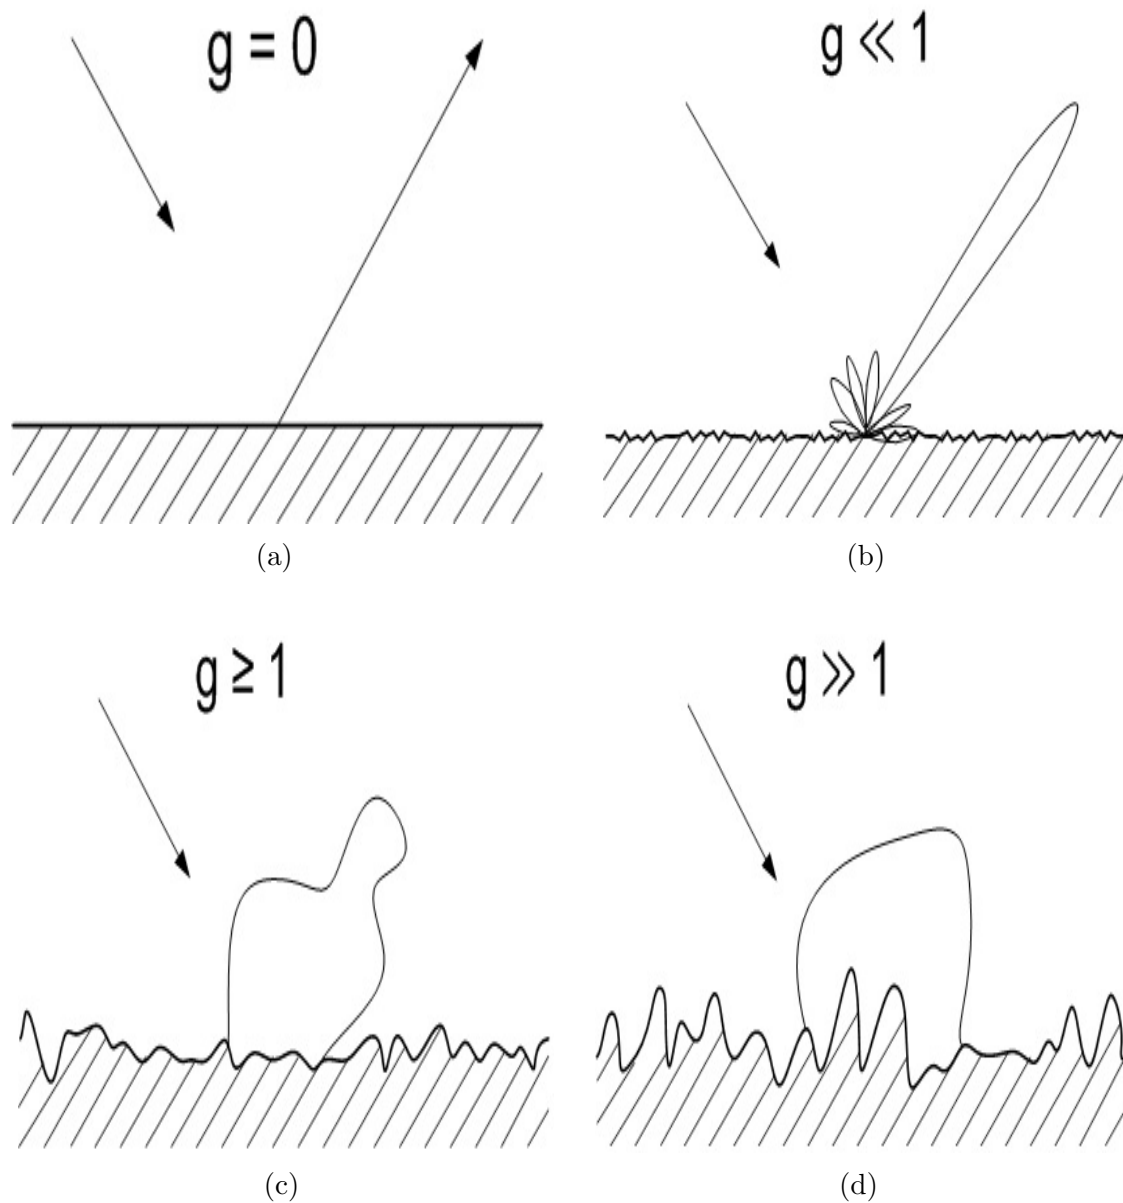 g = 0
g ≪ 1
(a)
(b)
g ≥ 1
g ≫ 1
(c)
(d)